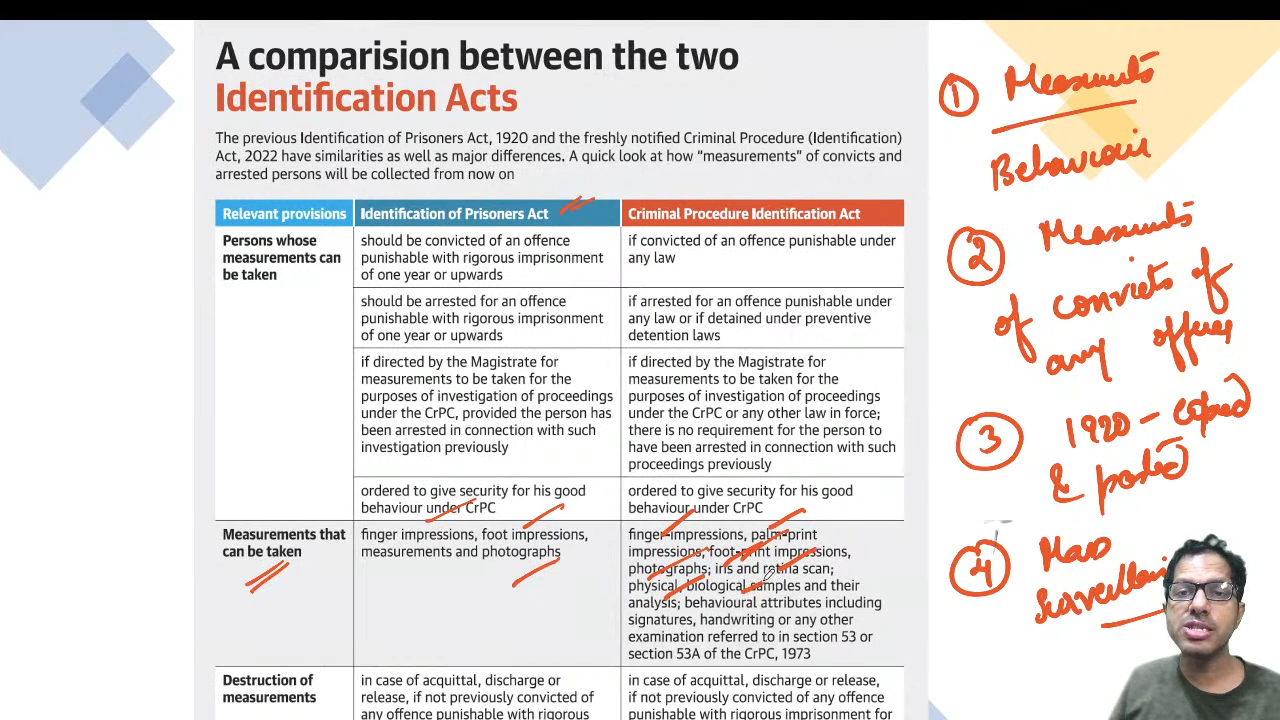 A comparision between the two
Identification Acts
The previous Identification of Prisoners Act, 1920 and the freshly notified Criminal Procedure (Identification)
Act, 2022 have similarities as well as major differences. A quick look at how “measurements” of convicts and
arrested persons will be collected from now on
Relevant provisions
Identification of Prisoners Act
Criminal Procedure Identification Act
Persons whose
measurements can
be taken
should be convicted of an offence
punishable with rigorous imprisonment
of one year or upwards
if convicted of an offence punishable under
any law
should be arrested for an offence
punishable with rigorous imprisonment
of one year or upwards
if arrested for an offence punishable under
any law or if detained under preventive
detention laws
if directed by the Magistrate for
measurements to be taken for the
purposes of investigation of proceedings
under the CrPC, provided the person has
been arrested in connection with such
investigation previously
if directed by the Magistrate for
measurements to be taken for the
purposes of investigation of proceedings
under the CrPC or any other law in force;
there is no requirement for the person to
have been arrested in connection with such
proceedings previously
ordered to give security for his good
behaviour under CrPC
ordered to give security for his good
behaviour under CrPC
Measurements that
can be taken
finger impressions, foot impressions,
measurements and photographs
finger-impressions, palm-print
impressions, foot-print impressions,
photographs; iris and retina scan;
physical, biological samples and their
analysis; behavioural attributes including
signatures, handwriting or any other
examination referred to in section 53 or
section 53A of the CrPC, 1973
Destruction of
measurements
in case of acquittal, discharge or
release, if not previously convicted of
any offence punishable with rigorous
in case of acquittal, discharge or release,
if not previously convicted of any offence
punishable with rigorous imprisonment for
1
Behaviour
2
of convicts of
any
3 1920 -
&
4 Mass